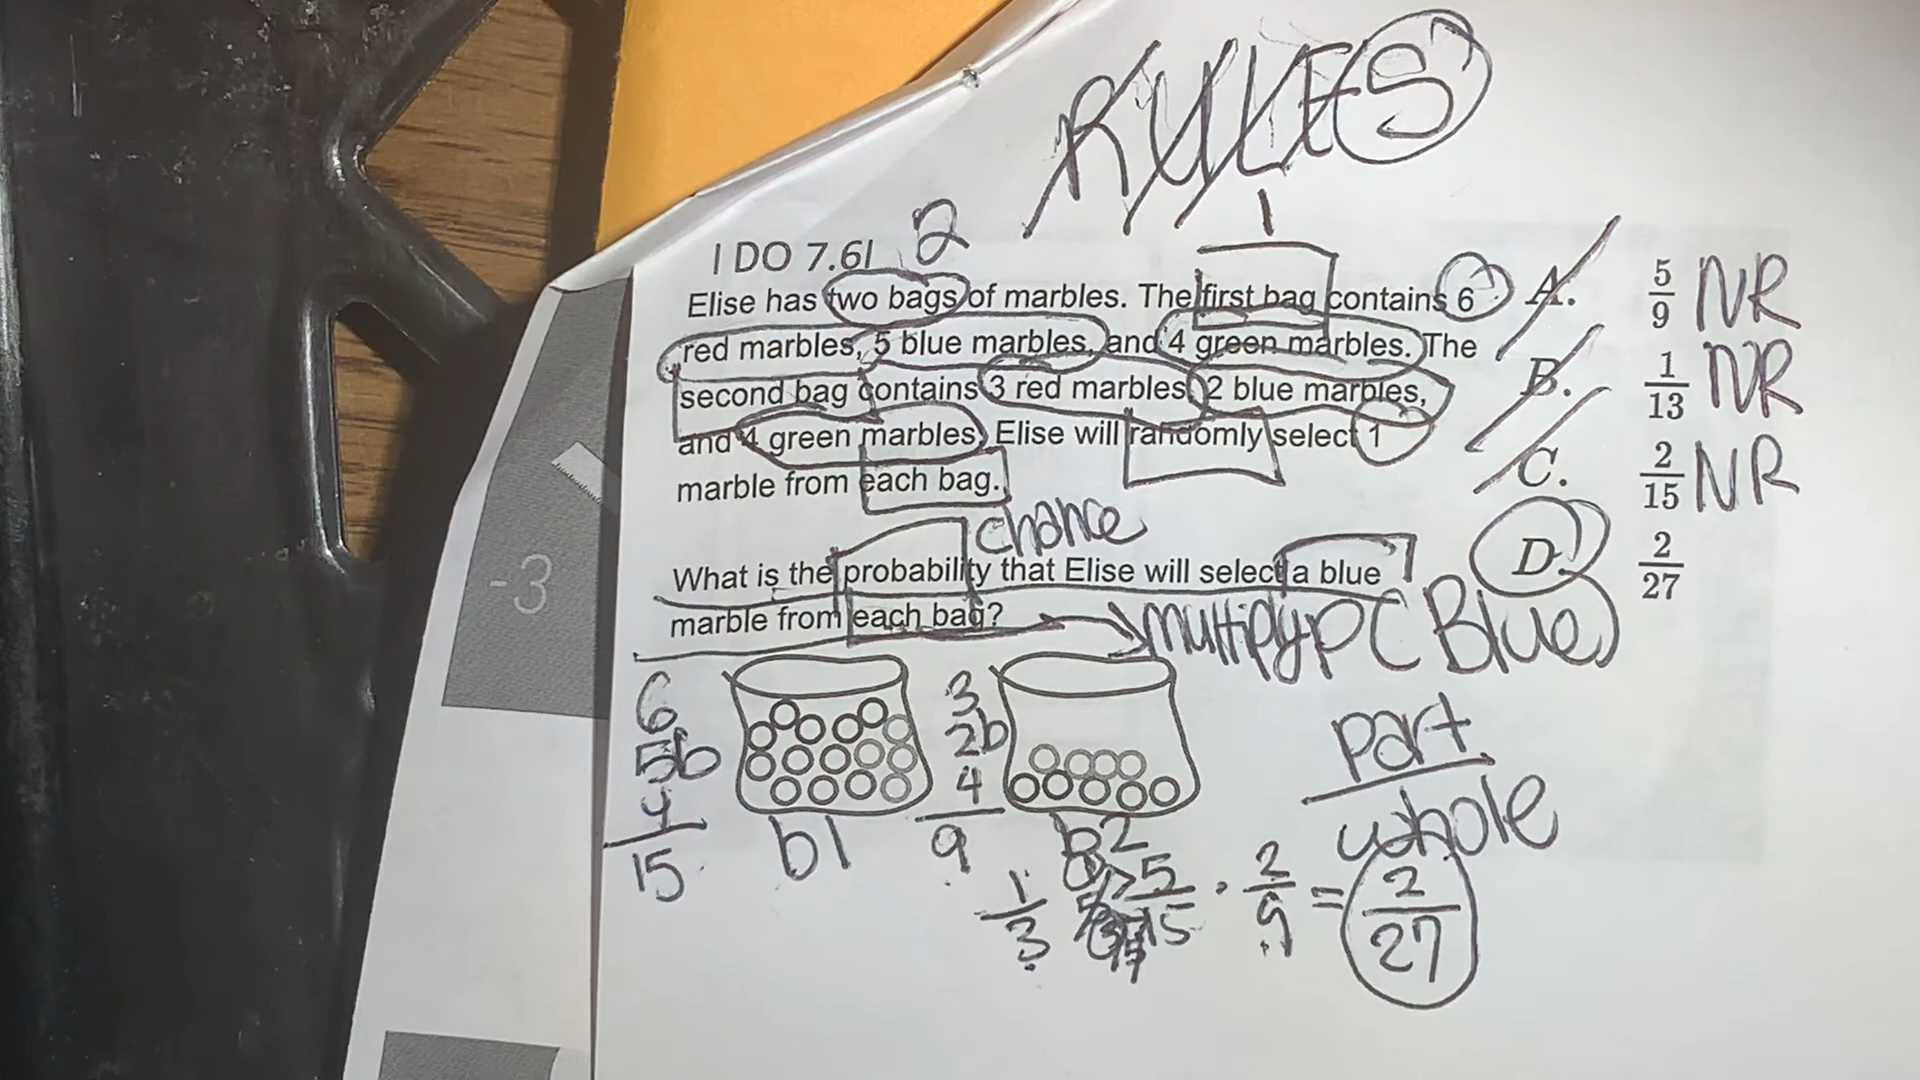 RULES
1
I DO 7.6I 2
Elise has two bags of marbles. The first bag contains 6
red marbles, 5 blue marbles, and 4 green marbles. The
second bag contains 3 red marbles, 2 blue marbles,
and 4 green marbles. Elise will randomly select 1
marble from each bag.
chance
What is the probability that Elise will select a blue
marble from each bag?
multiply P(Blue)
A. 5/9 NR
B. 1/13 NR
C. 2/15 NR
D. 2/27
-3
6
5b
4
15
b1
3
2b
4
9
B2
part
whole
1/3 5/15 · 2/9 = 2/27